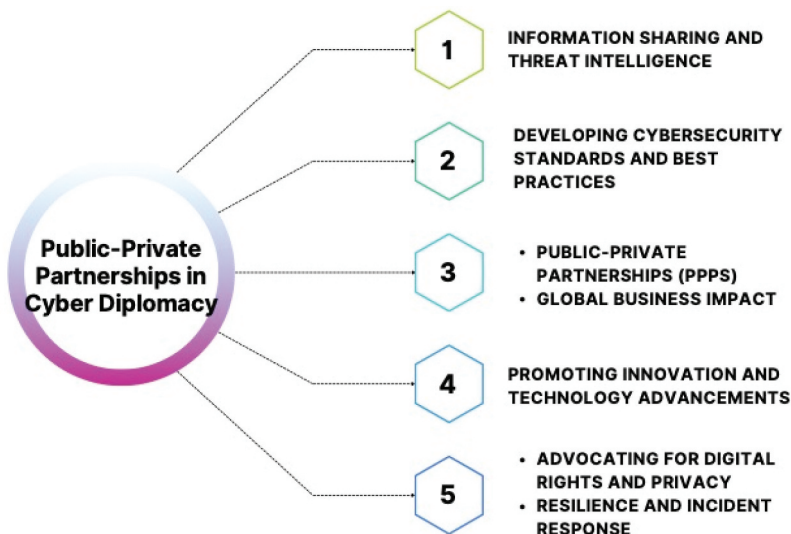 Public-Private
Partnerships in
Cyber Diplomacy
1
INFORMATION SHARING AND
THREAT INTELLIGENCE
2
DEVELOPING CYBERSECURITY
STANDARDS AND BEST
PRACTICES
3
• PUBLIC-PRIVATE
PARTNERSHIPS (PPPS)
• GLOBAL BUSINESS IMPACT
4
PROMOTING INNOVATION AND
TECHNOLOGY ADVANCEMENTS
5
• ADVOCATING FOR DIGITAL
RIGHTS AND PRIVACY
• RESILIENCE AND INCIDENT
RESPONSE